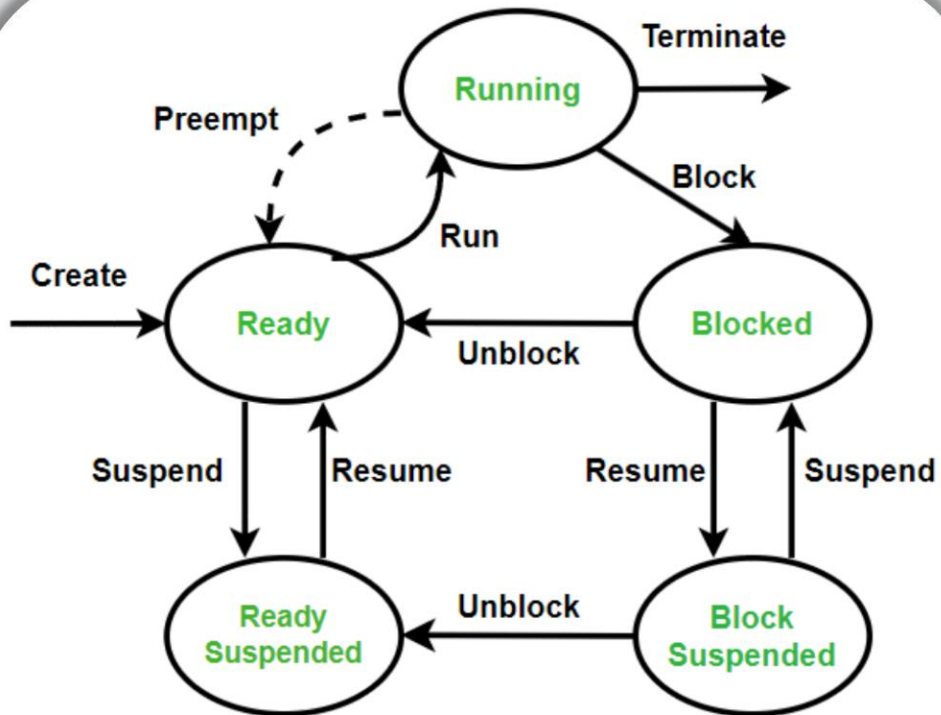 Terminate
Running
Preempt
Block
Run
Create
Ready
Blocked
Unblock
Suspend
Resume
Resume
Suspend
Unblock
Ready
Suspended
Block
Suspended